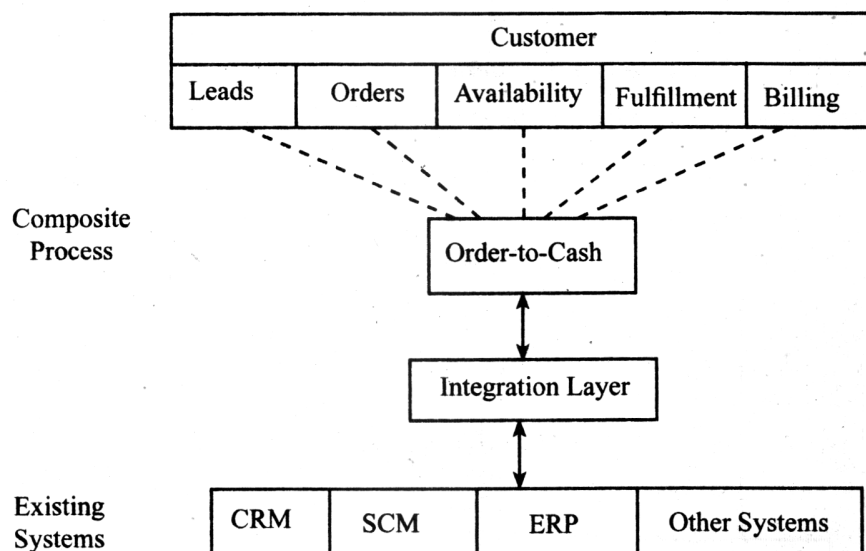 Customer
Leads Orders Availability Fulfillment Billing
Composite
Process
Order-to-Cash
Integration Layer
Existing
Systems
CRM SCM ERP Other Systems